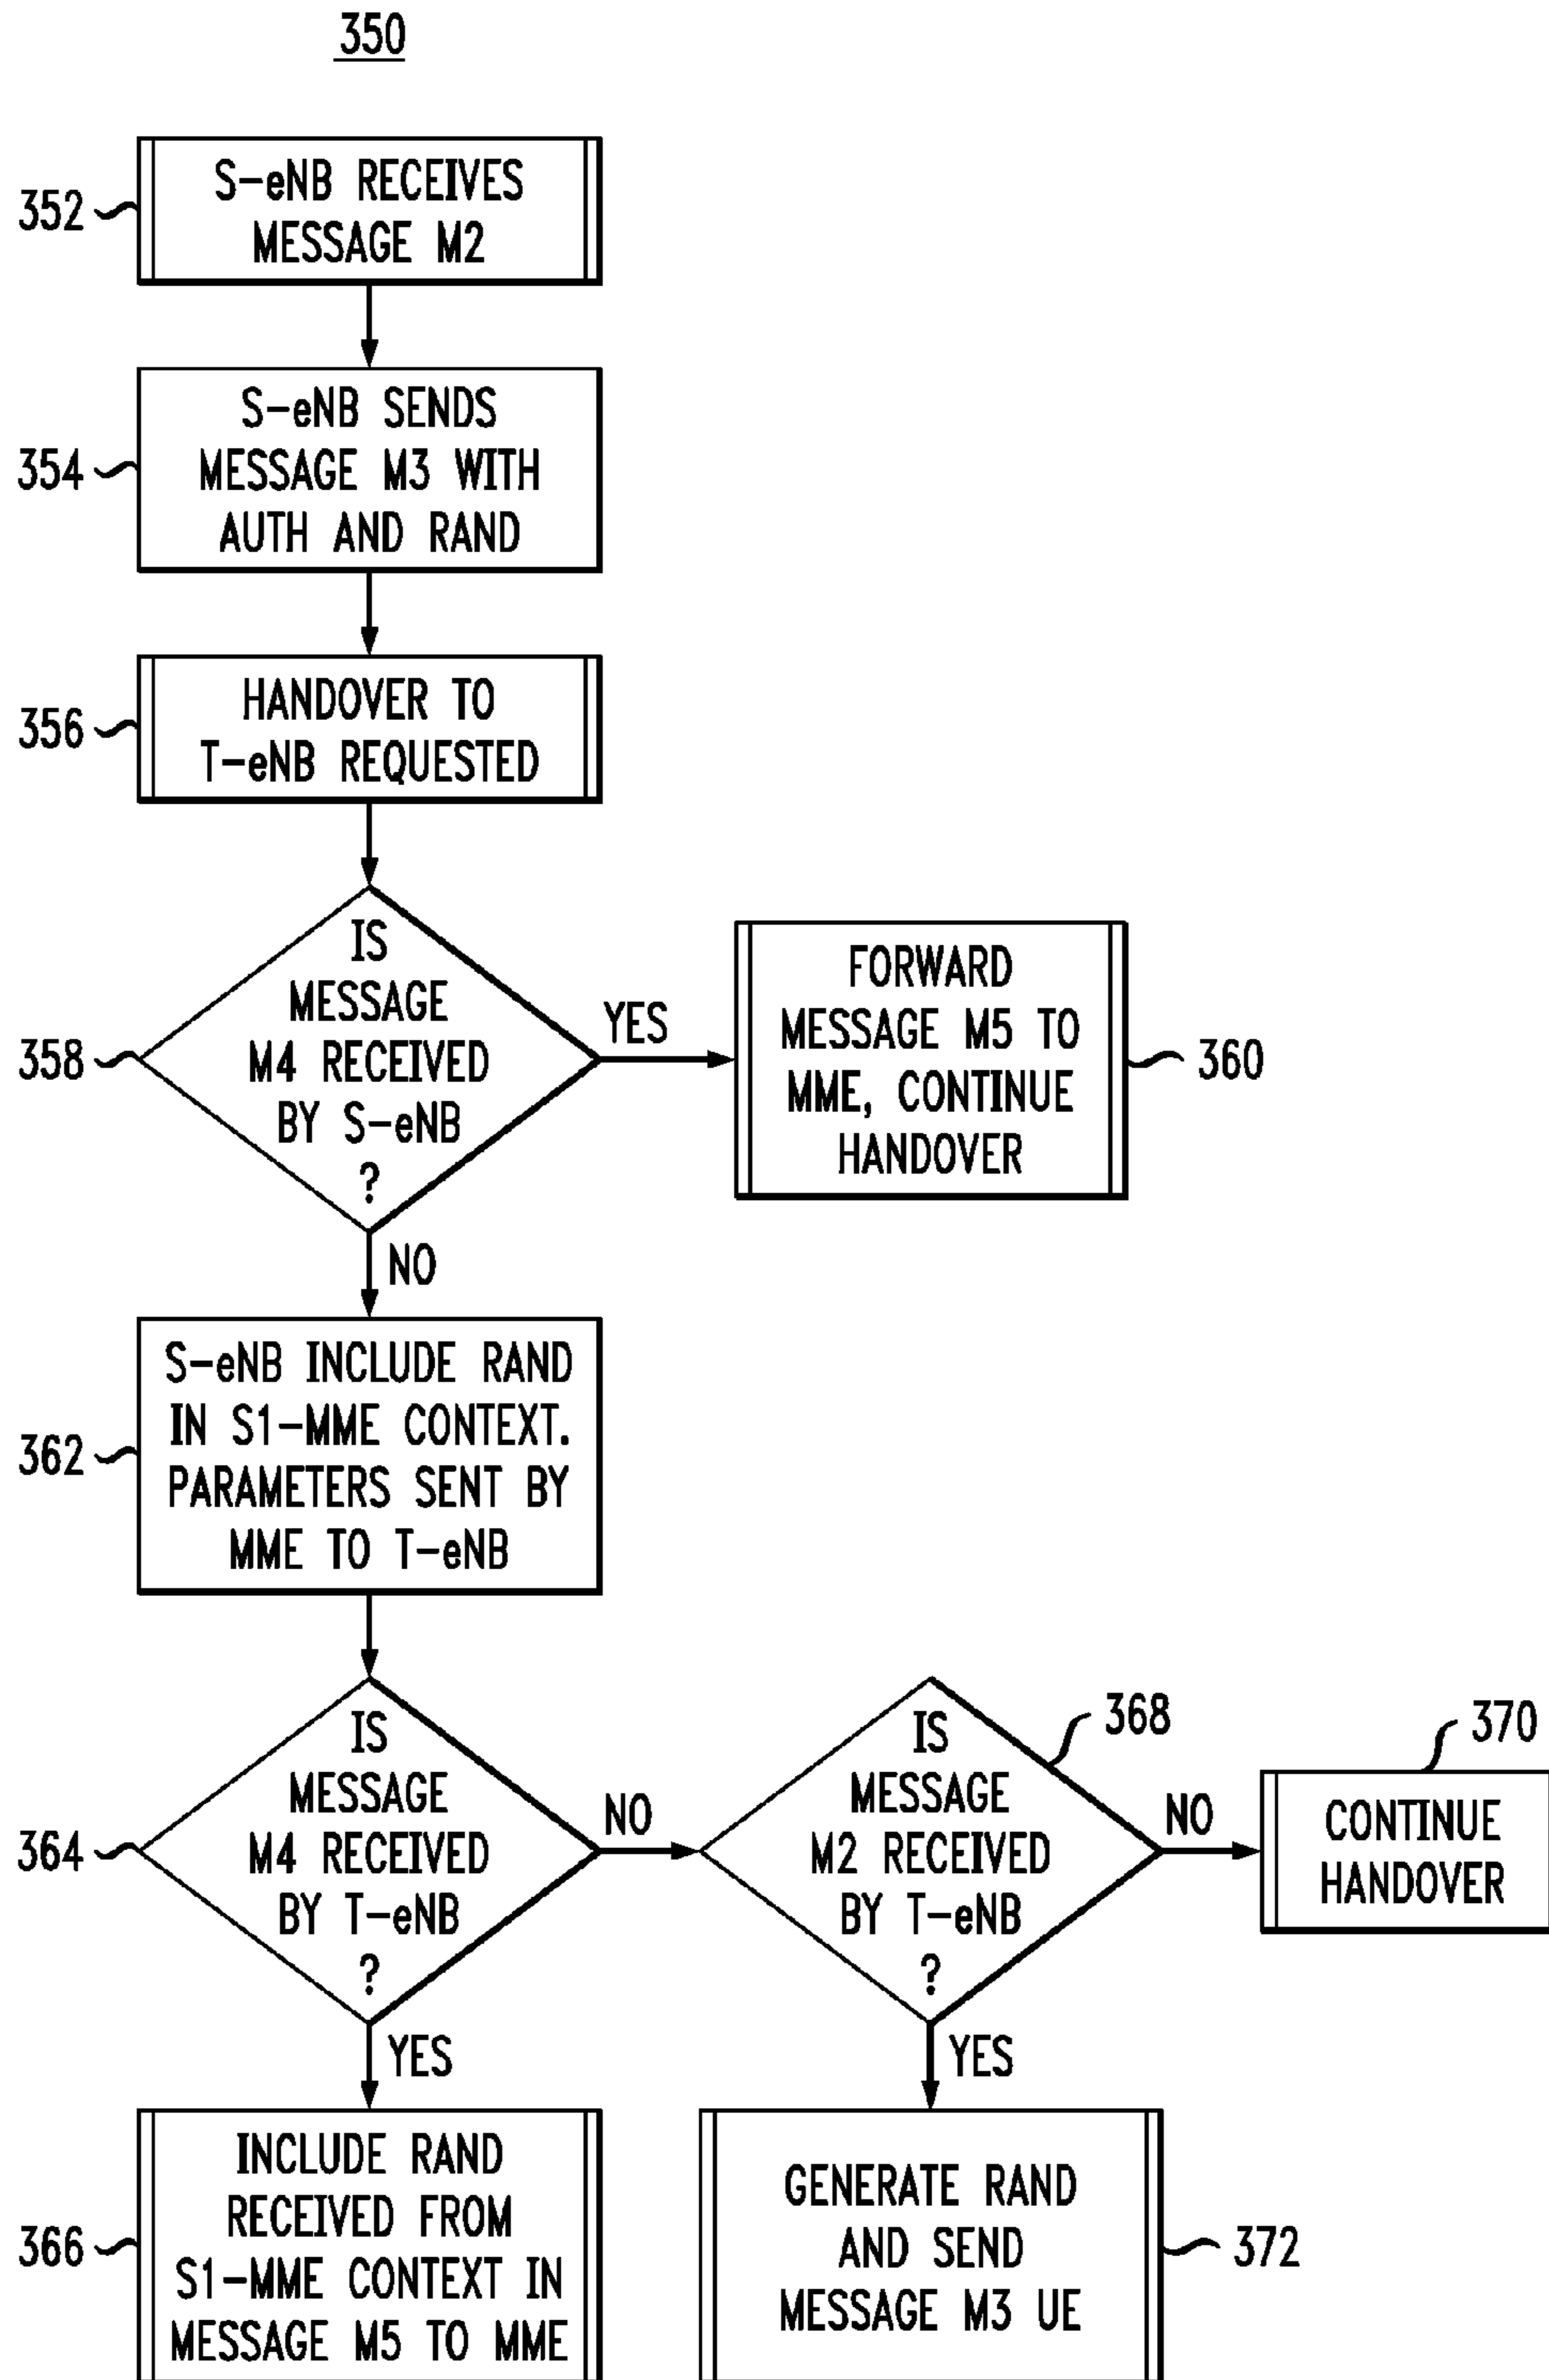 350
352
S-eNB RECEIVES
MESSAGE M2
354
S-eNB SENDS
MESSAGE M3 WITH
AUTH AND RAND
356
HANDOVER TO
T-eNB REQUESTED
358
IS
MESSAGE
M4 RECEIVED
BY S-eNB
?
YES
FORWARD
MESSAGE M5 TO
MME, CONTINUE
HANDOVER
360
NO
362
S-eNB INCLUDE RAND
IN S1-MME CONTEXT.
PARAMETERS SENT BY
MME TO T-eNB
364
IS
MESSAGE
M4 RECEIVED
BY T-eNB
?
NO
IS
MESSAGE
M2 RECEIVED
BY T-eNB
?
368
NO
370
CONTINUE
HANDOVER
YES
YES
366
INCLUDE RAND
RECEIVED FROM
S1-MME CONTEXT IN
MESSAGE M5 TO MME
GENERATE RAND
AND SEND
MESSAGE M3 UE
372